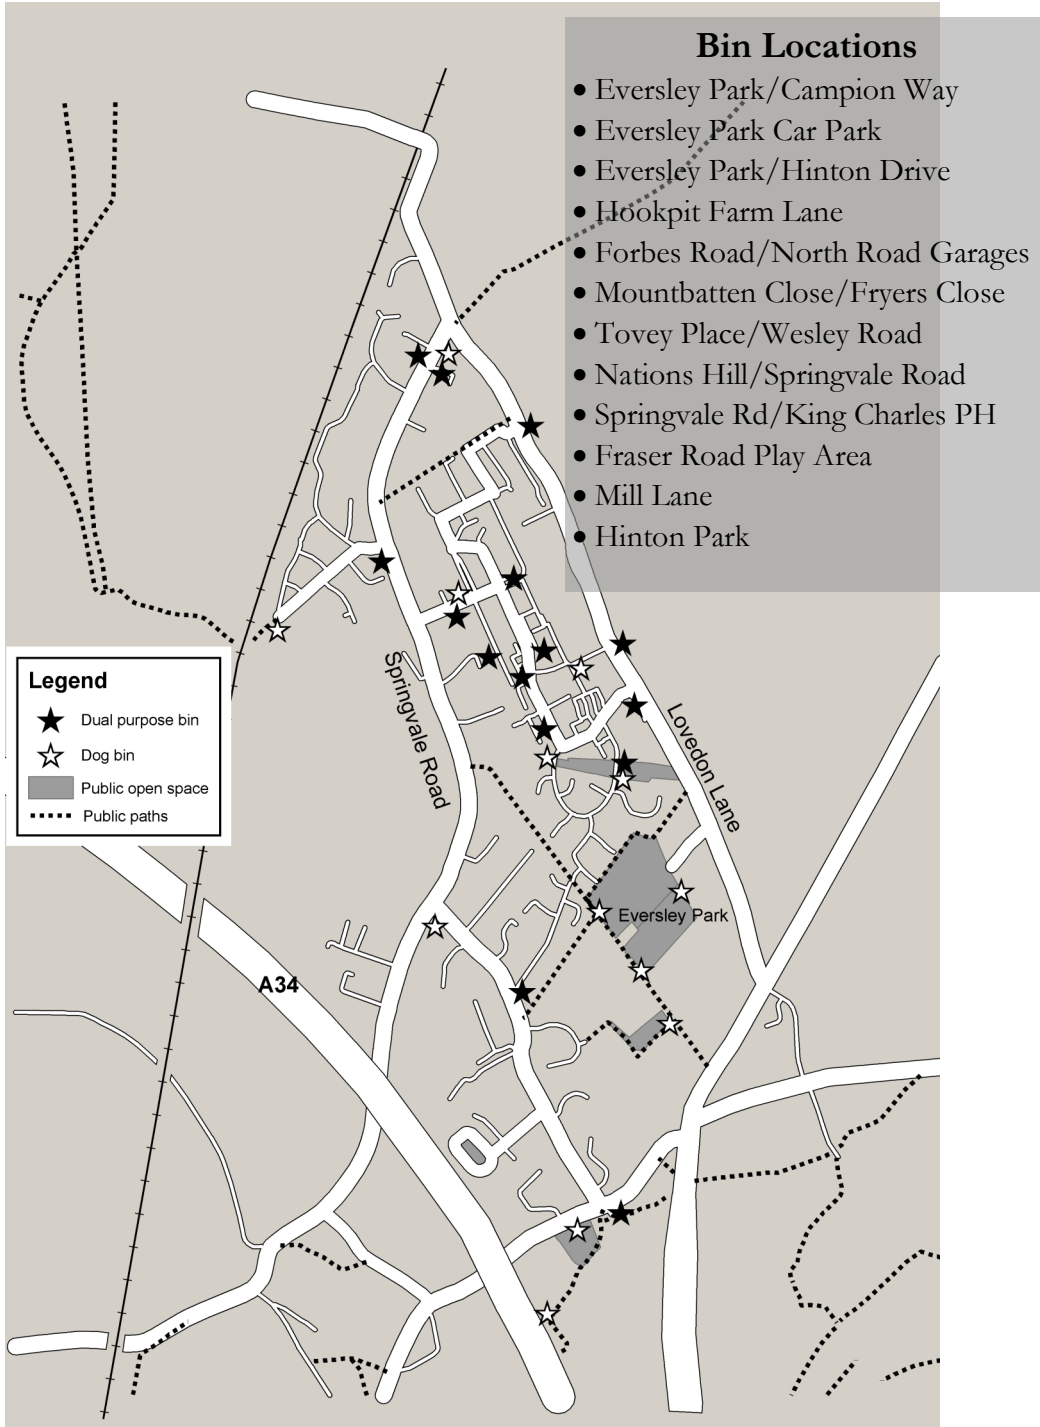 Bin Locations
• Eversley Park/Campion Way
• Eversley Park Car Park
• Eversley Park/Hinton Drive
• Hookpit Farm Lane
• Forbes Road/North Road Garages
• Mountbatten Close/Fryers Close
• Tovey Place/Wesley Road
• Nations Hill/Springvale Road
• Springvale Rd/King Charles PH
• Fraser Road Play Area
• Mill Lane
• Hinton Park
Legend
Dual purpose bin
Dog bin
Public open space
Public paths
Springvale Road
Lovedon Lane
Eversley Park
A34